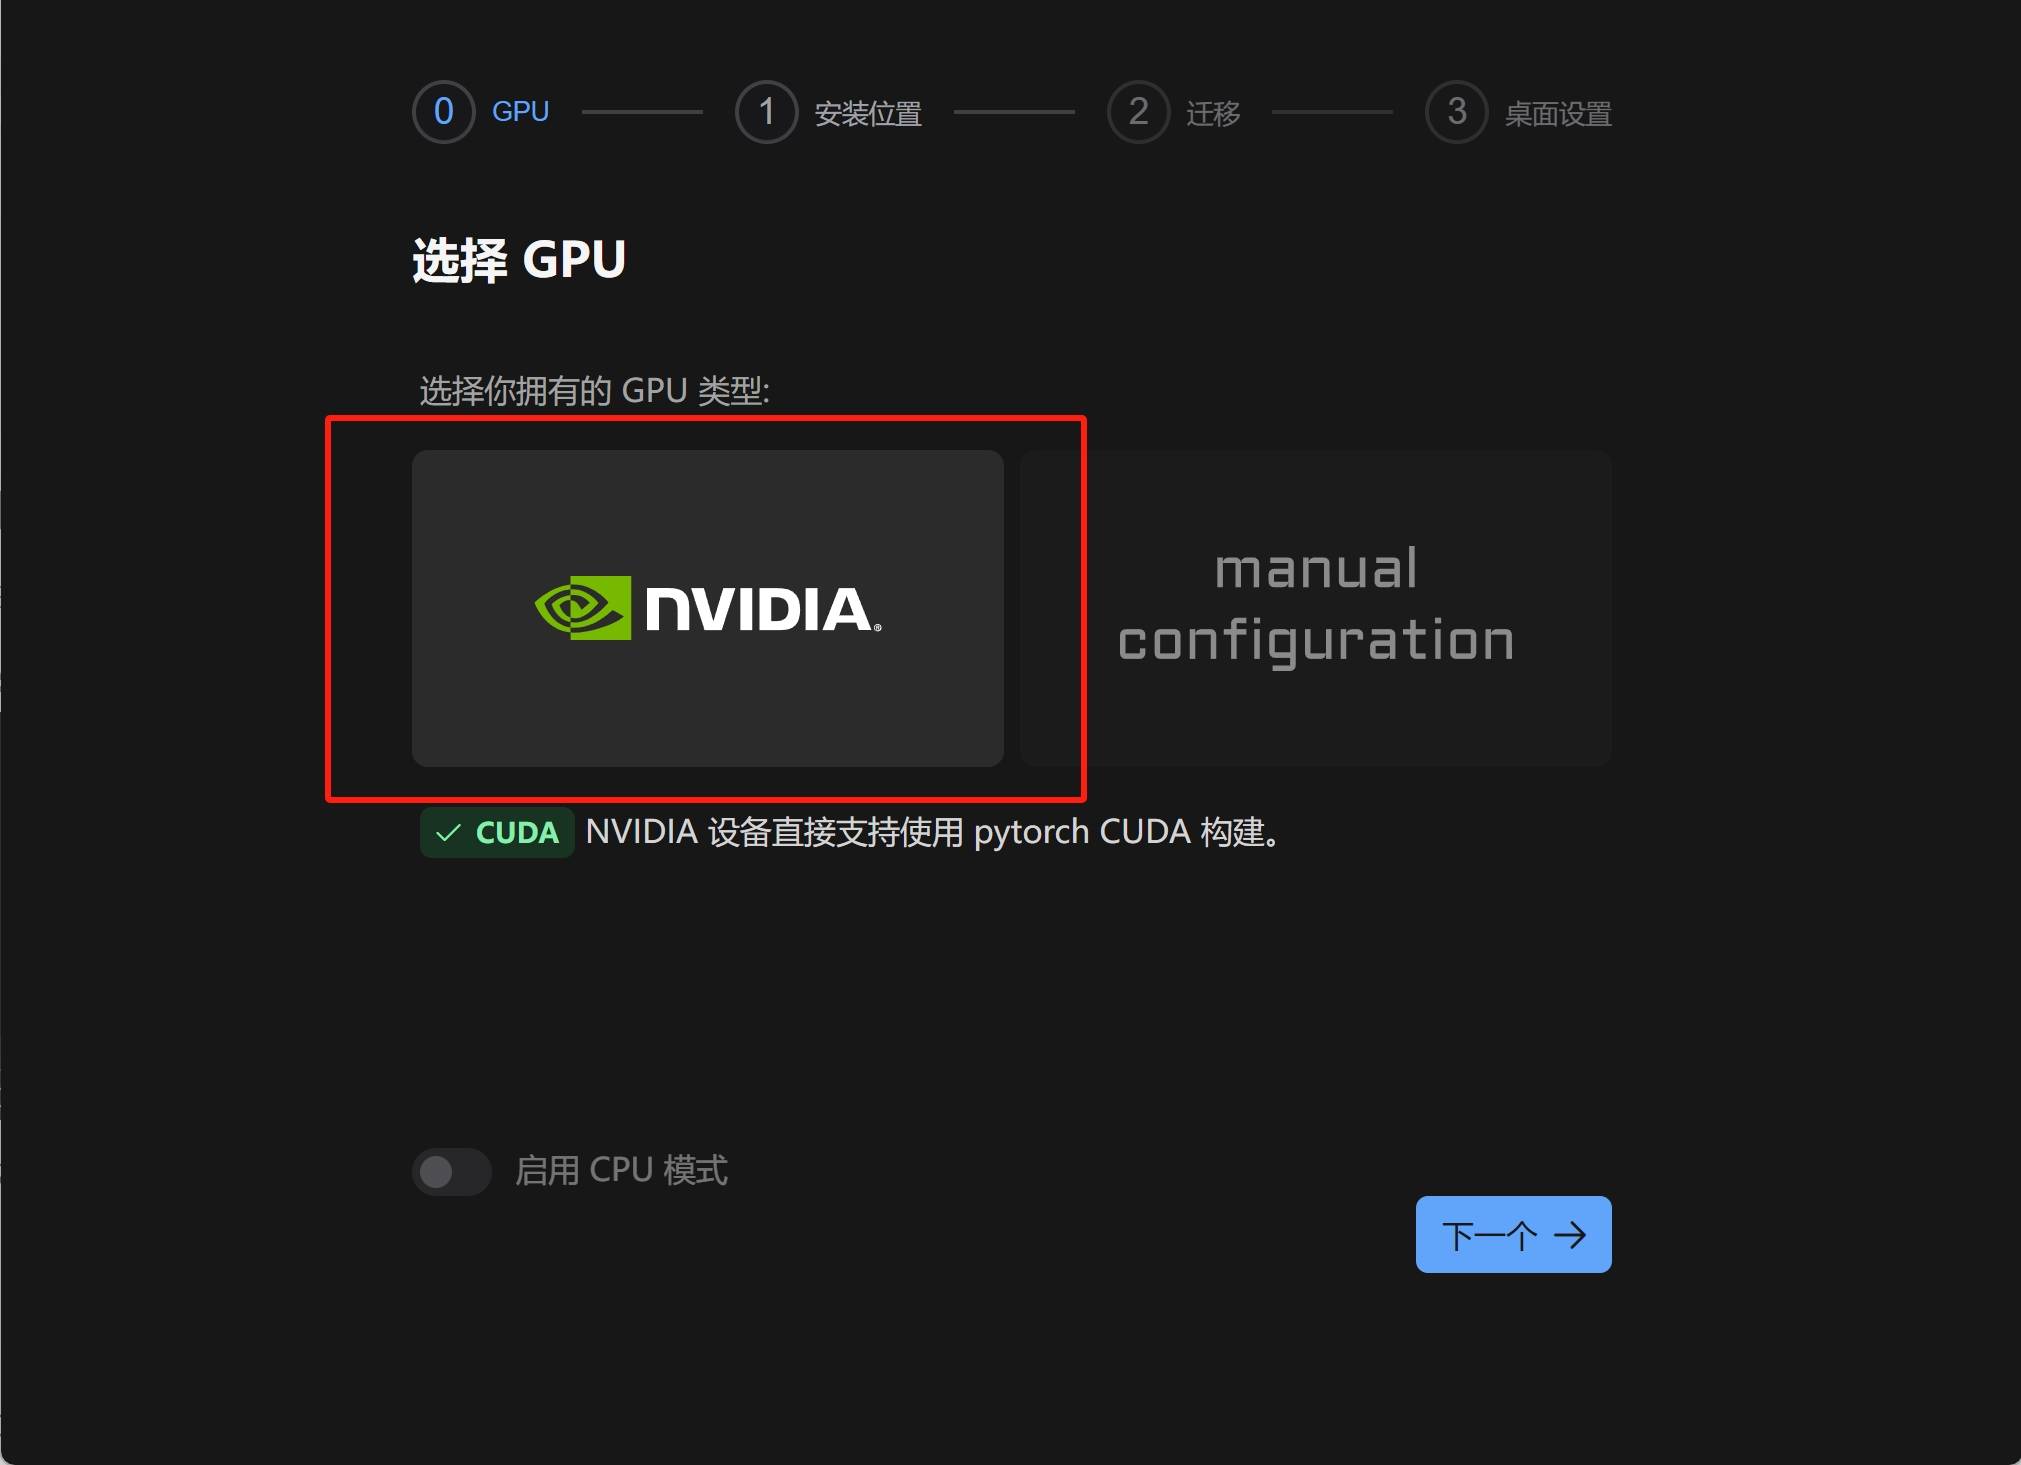 0 GPU 1 安装位置 2 迁移 3 桌面设置
选择 GPU
选择你拥有的 GPU 类型:
NVIDIA®
manual
configuration
CUDA NVIDIA 设备直接支持使用 pytorch CUDA 构建。
启用 CPU 模式
下一个